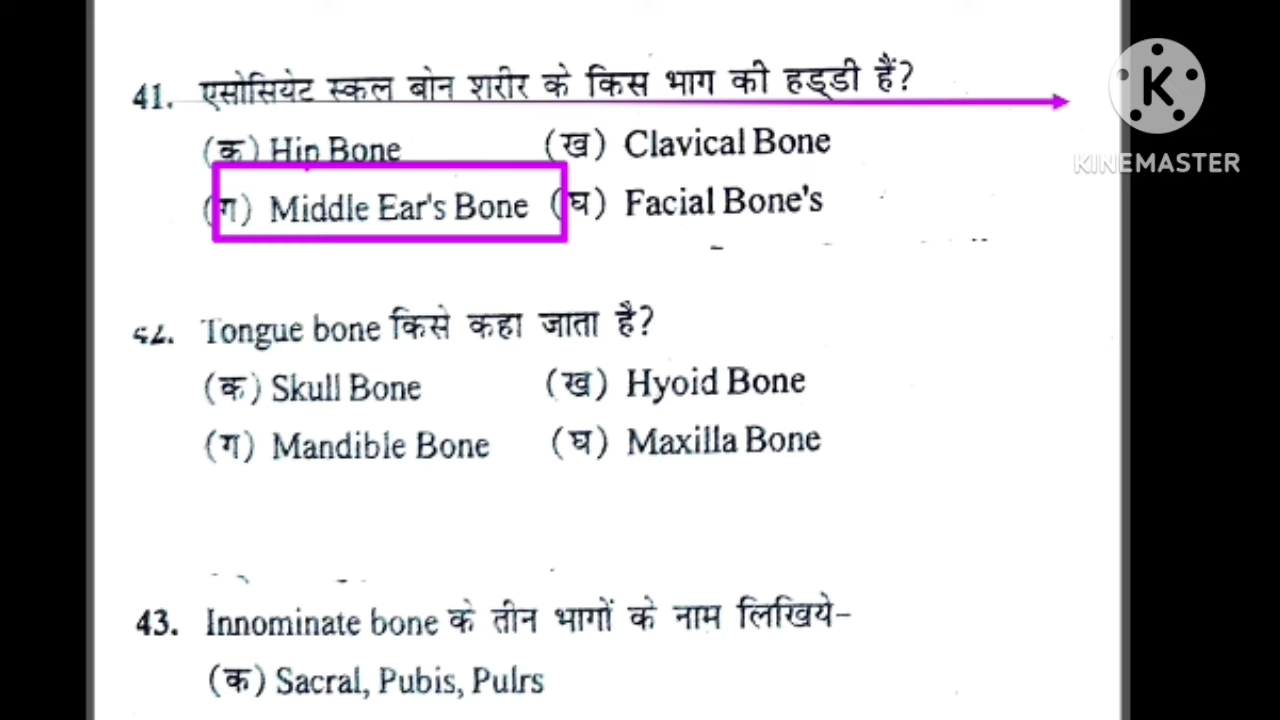 41. एसोसियेट स्कल बोन शरीर के किस भाग की हड्डी हैं?
(क) Hip Bone (ख) Clavical Bone
(ग) Middle Ear's Bone (घ) Facial Bone's
42. Tongue bone किसे कहा जाता है?
(क) Skull Bone (ख) Hyoid Bone
(ग) Mandible Bone (घ) Maxilla Bone
43. Innominate bone के तीन भागों के नाम लिखिये-
(क) Sacral, Pubis, Pulrs
K
KINEMASTER